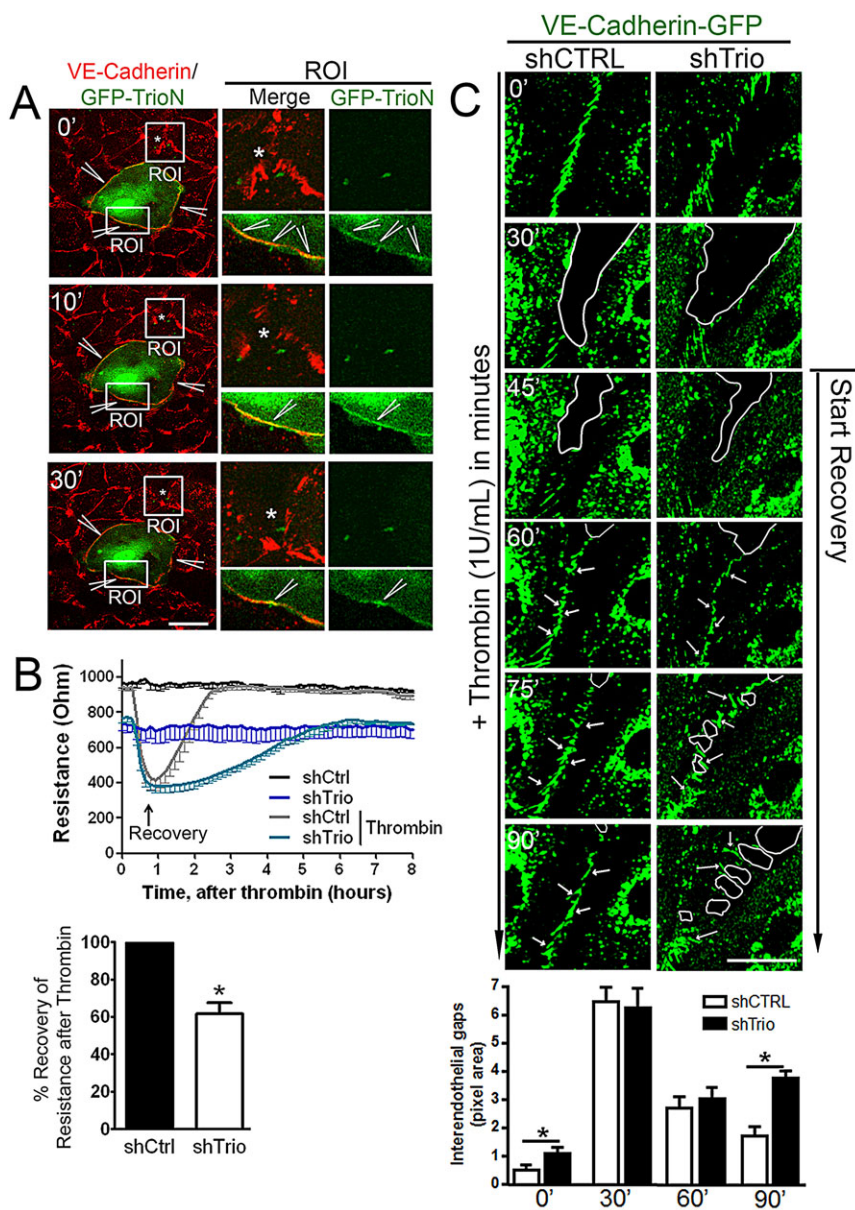 A
VE-Cadherin/
GFP-TrioN
ROI
Merge
GFP-TrioN
0'
*
ROI
ROI
*
10'
*
ROI
ROI
*
30'
*
ROI
ROI
*
B
Resistance (Ohm)
1000
800
600
400
200
0
Recovery
shCtrl
shTrio
shCtrl
shTrio
Thrombin
0 1 2 3 4 5 6 7 8
Time, after thrombin (hours)
% Recovery of
Resistance after Thrombin
100
80
60
40
20
0
*
shCtrl shTrio
C
VE-Cadherin-GFP
shCTRL shTrio
+ Thrombin (1U/mL) in minutes
0'
30'
45'
60'
75'
90'
Start Recovery
Interendothelial gaps
(pixel area)
7
6
5
4
3
2
1
0
shCTRL
shTrio
*
*
0' 30' 60' 90'